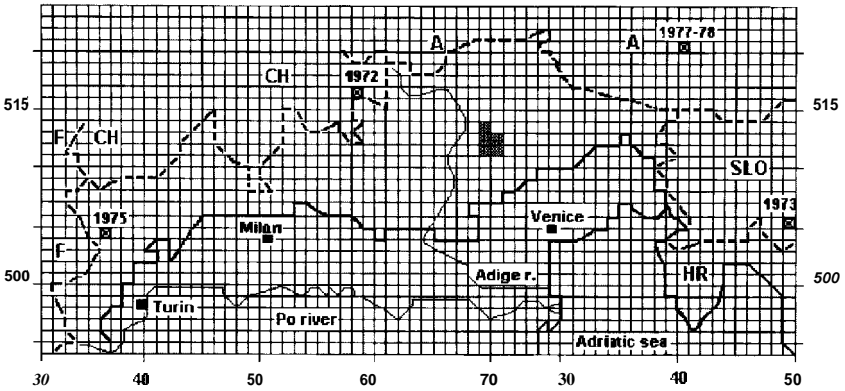 1977-78
A
A
CH
1972
515
515
F
CH
SLO
1973
1975
Milan
Venice
F
500
Adige r.
HR
500
Turin
Po river
Adriatic sea
30
40
50
60
70
30
40
50